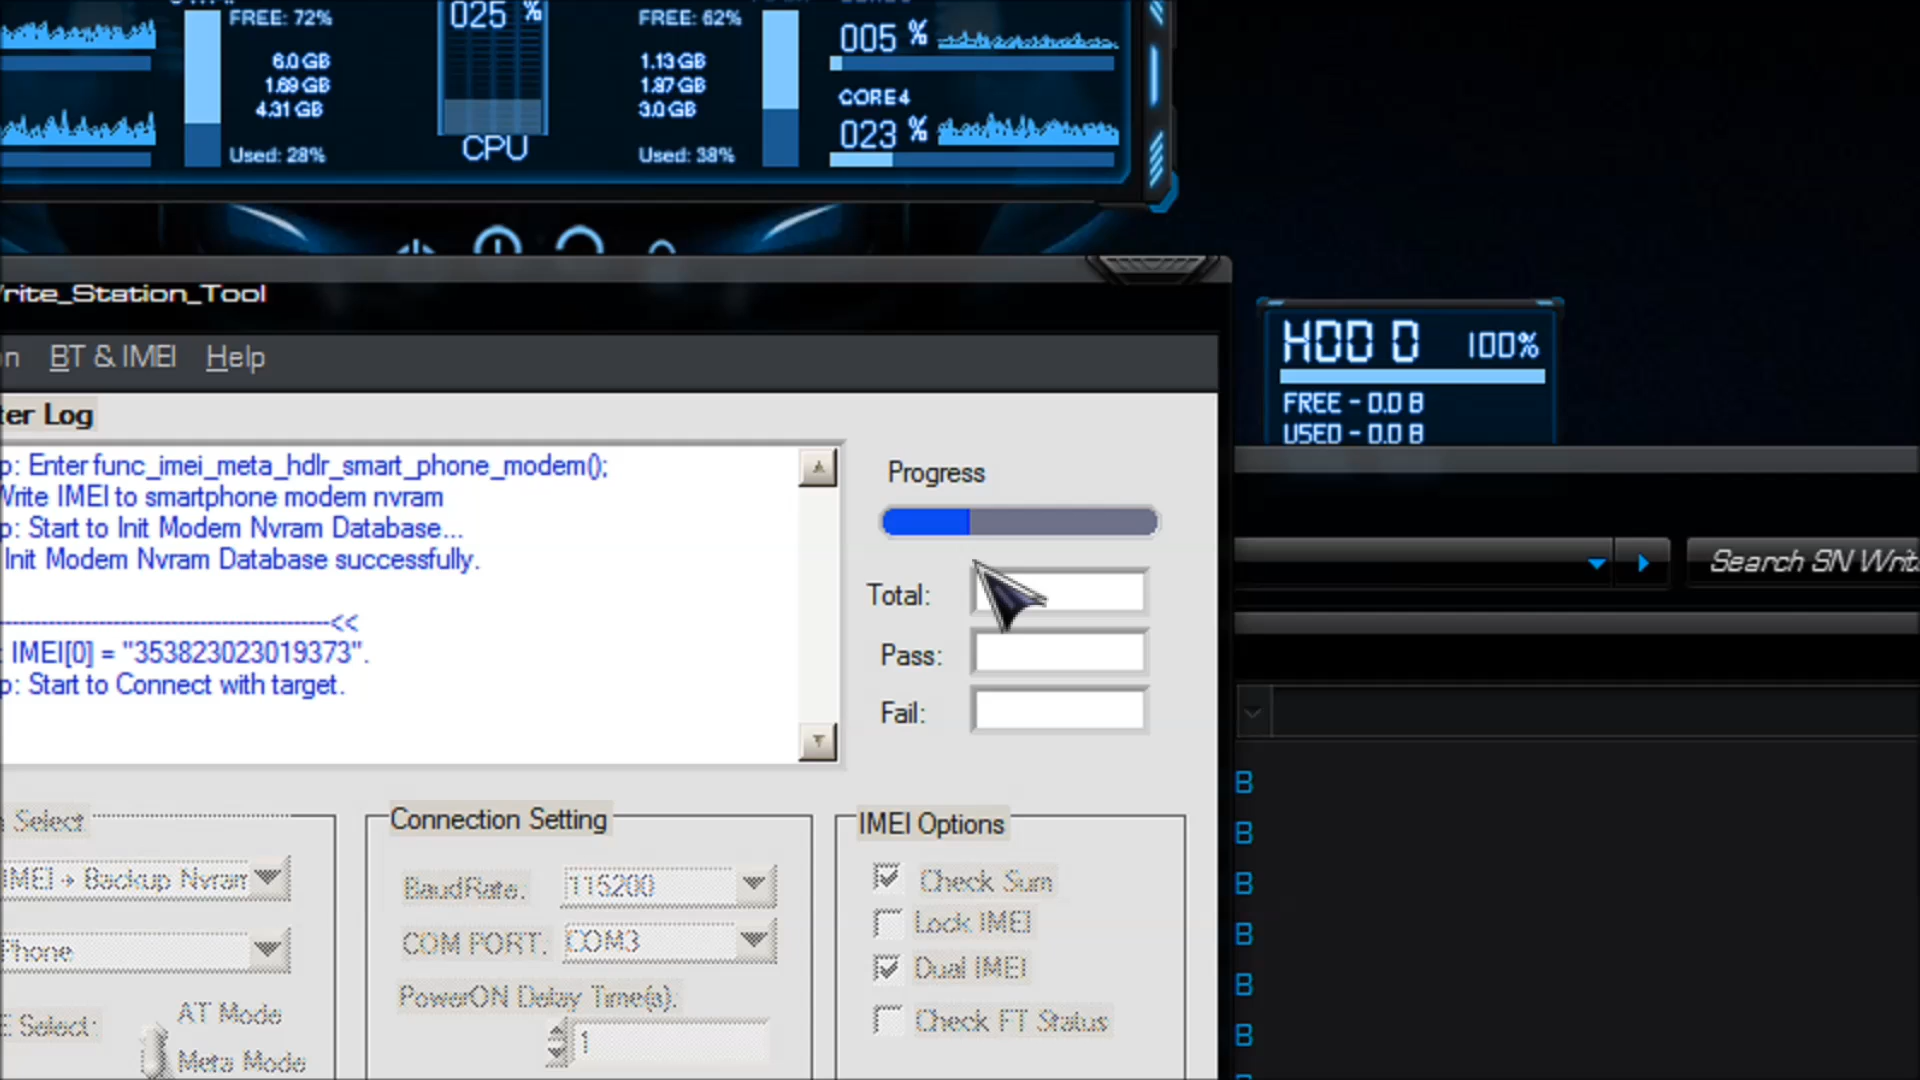 FREE: 72%
6.0 GB
1.69 GB
4.31 GB
Used: 28%
025 %
CPU
FREE: 62%
1.13 GB
1.87 GB
3.0 GB
Used: 38%
005 %
CORE 4
023 %
rite_Station_Tool
n BT & IMEI Help
HDD D 100%
FREE - 0.0 B
USED - 0.0 B
ter Log
p: Enter func_imei_meta_hdlr_smart_phone_modem();
Write IMEI to smartphone modem nvram
p: Start to Init Modem Nvram Database...
Init Modem Nvram Database successfully.
----------------------------------------<<
: IMEI[0] = "353823023019373".
p: Start to Connect with target.
Progress
Total:
Pass:
Fail:
Search SN Writ
Select
IMEI → Backup Nvram
Phone
E Select:
AT Mode
Meta Mode
Connection Setting
BaudRate: 115200
COM PORT: COM3
PowerON Delay Time(s):
1
IMEI Options
Check Sum
Lock IMEI
Dual IMEI
Check FT Status
B
B
B
B
B
B